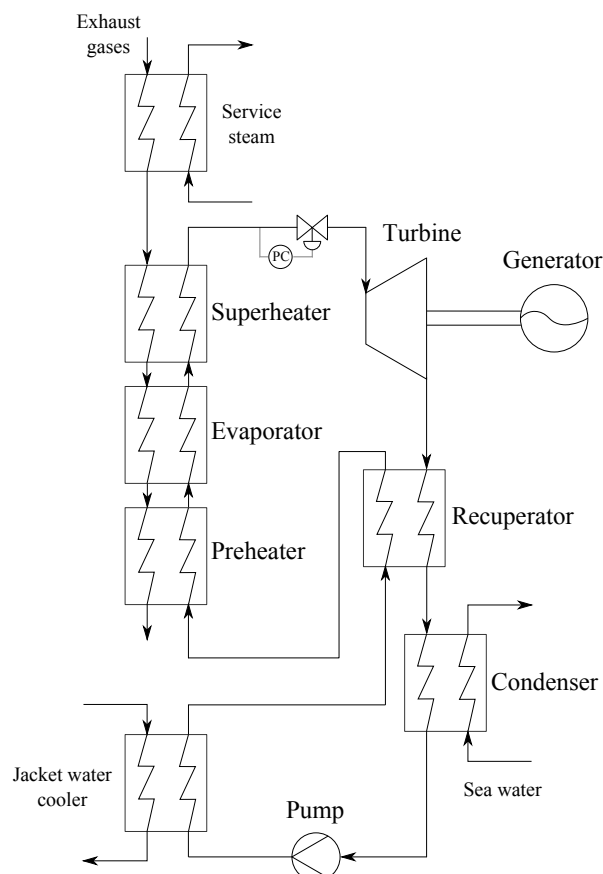 Exhaust
gases
Service
steam
PC
Turbine
Generator
Superheater
Evaporator
Recuperator
Preheater
Condenser
Jacket water
cooler
Sea water
Pump